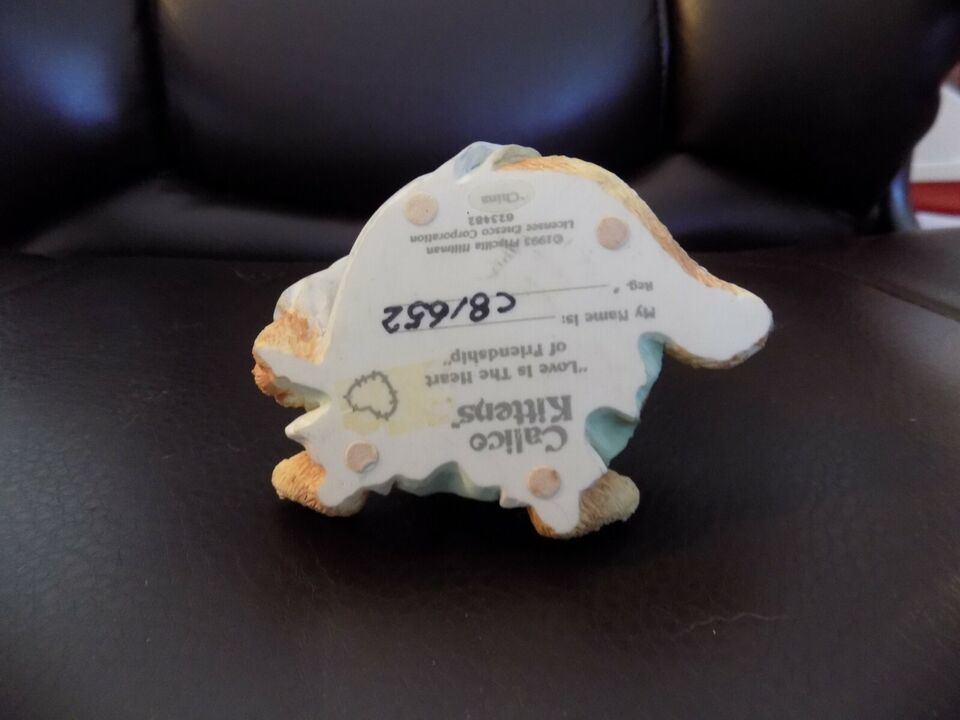 Calico
Kittens
"Love Is The Heart
of Friendship"
My Name Is:
Reg. # C8/652
©1993 Priscilla Hillman
Licensee Enesco Corporation
623482
China